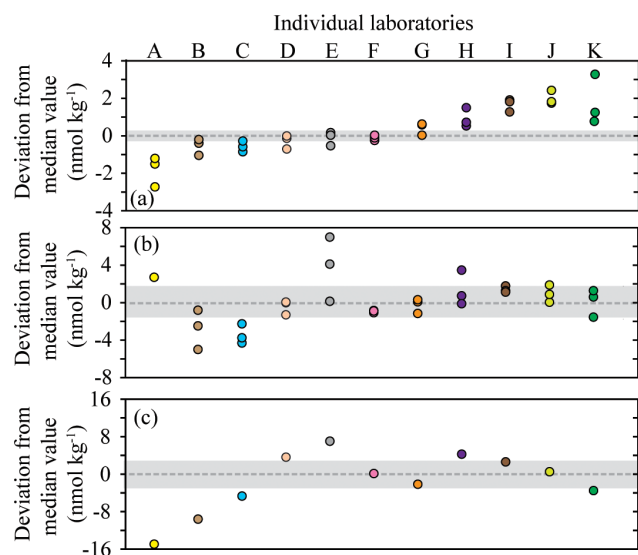 Individual laboratories
A B C D E F G H I J K
Deviation from
median value
(nmol kg⁻¹)
4
2
0
-2
-4
(a)
Deviation from
median value
(nmol kg⁻¹)
8
4
0
-4
-8
(b)
Deviation from
median value
(nmol kg⁻¹)
16
8
0
-8
-16
(c)